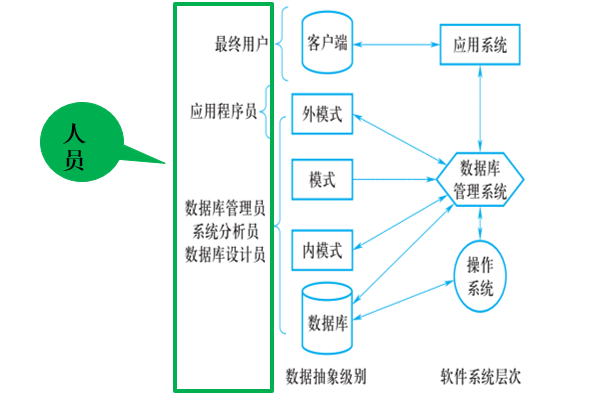 人
员
最终用户
客户端
应用系统
应用程序员
外模式
模式
数据库
管理系统
数据库管理员
系统分析员
数据库设计员
内模式
操作
系统
数据库
数据抽象级别
软件系统层次